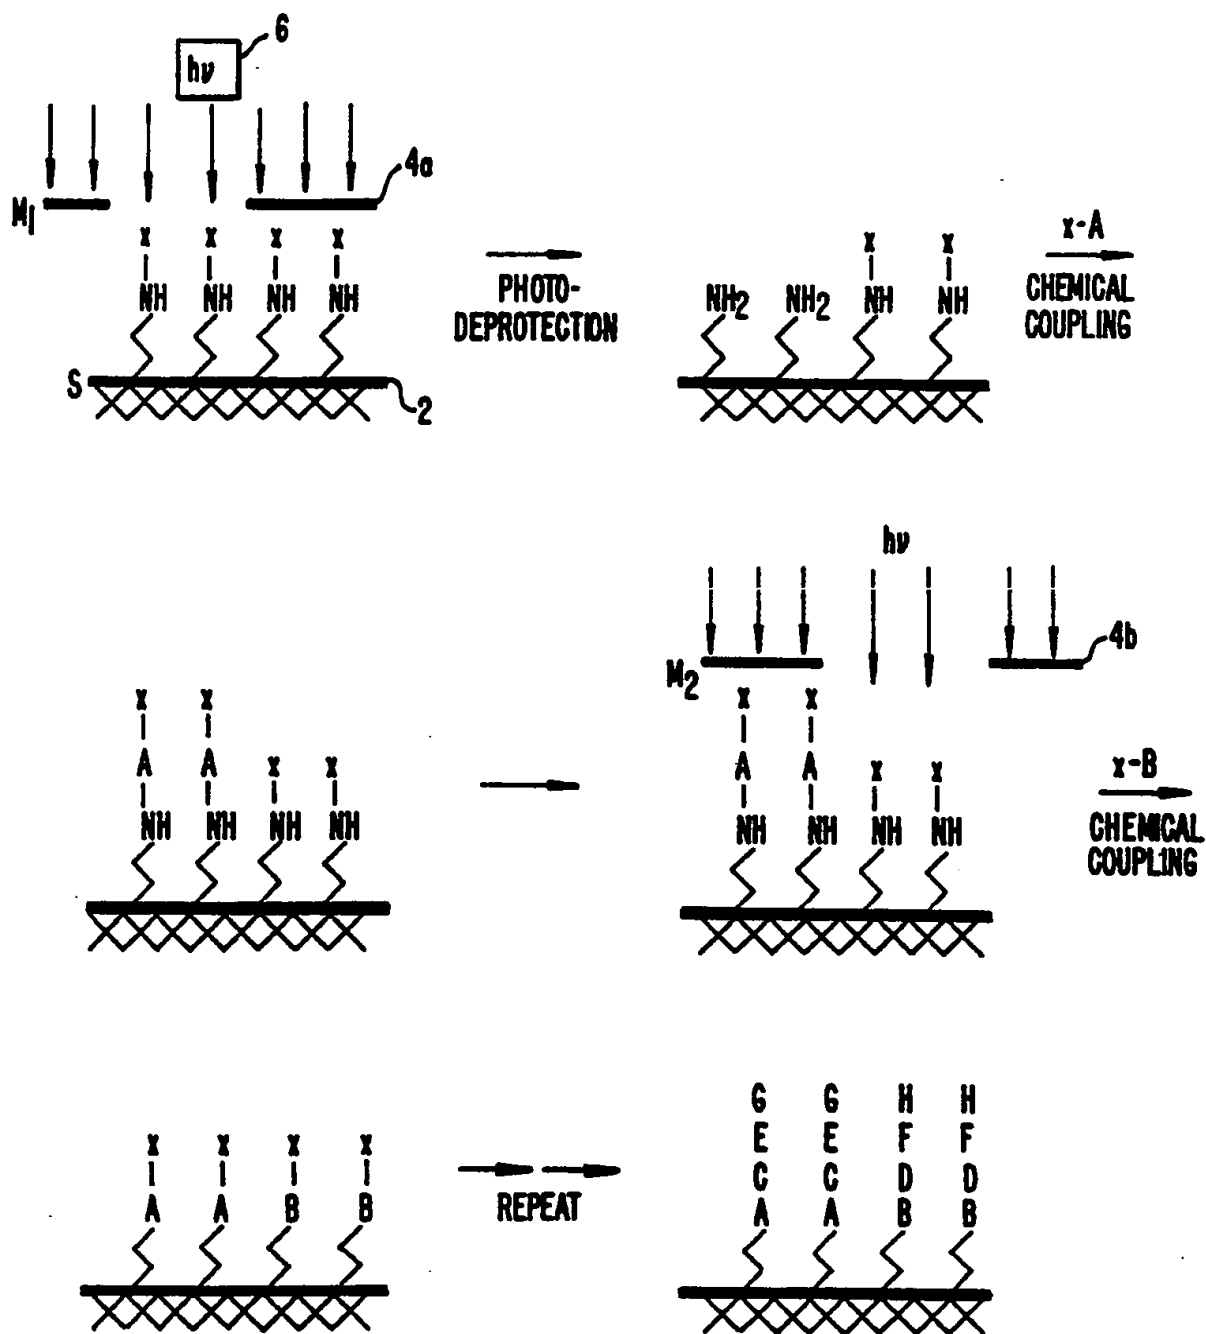 6
hν
4a
M1
x x x x
NH NH NH NH
S
2
PHOTO-
DEPROTECTION
x x
NH2 NH2 NH NH
x-A
CHEMICAL
COUPLING
x x
A A x x
NH NH NH NH
hν
4b
M2
x x
A A x x
NH NH NH NH
x-B
CHEMICAL
COUPLING
x x x x
A A B B
REPEAT
G G H H
E E F F
C C D D
A A B B